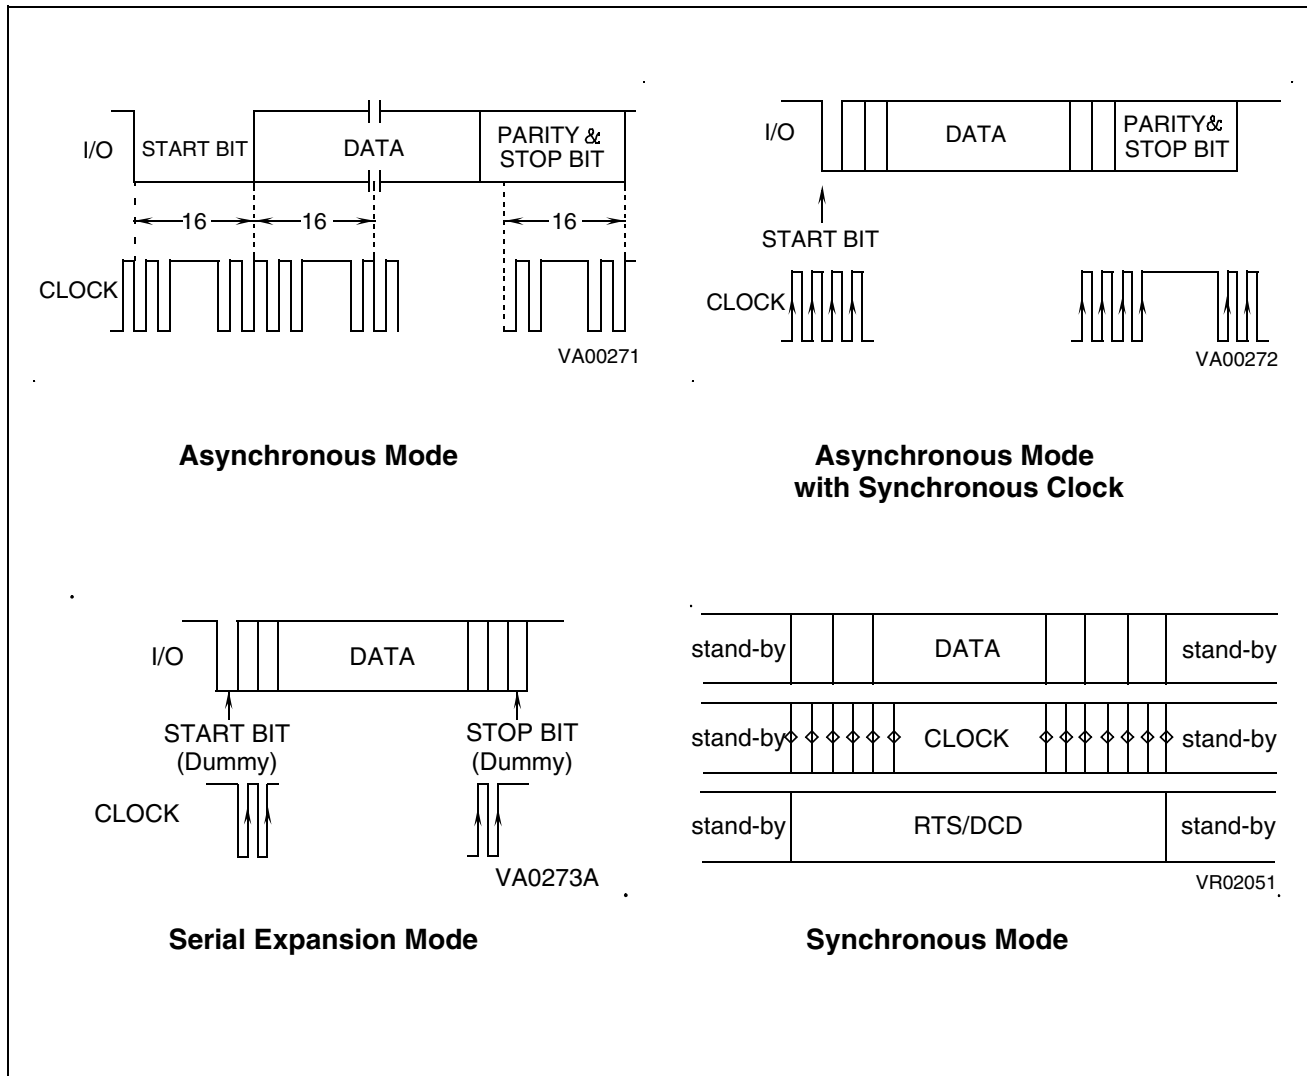 I/O
START BIT
DATA
PARITY &
STOP BIT
16
16
16
CLOCK
VA00271
Asynchronous Mode
I/O
DATA
PARITY&
STOP BIT
START BIT
CLOCK
VA00272
Asynchronous Mode
with Synchronous Clock
I/O
DATA
START BIT
(Dummy)
STOP BIT
(Dummy)
CLOCK
VA0273A
Serial Expansion Mode
stand-by
DATA
stand-by
stand-by
CLOCK
stand-by
stand-by
RTS/DCD
stand-by
VR02051
Synchronous Mode